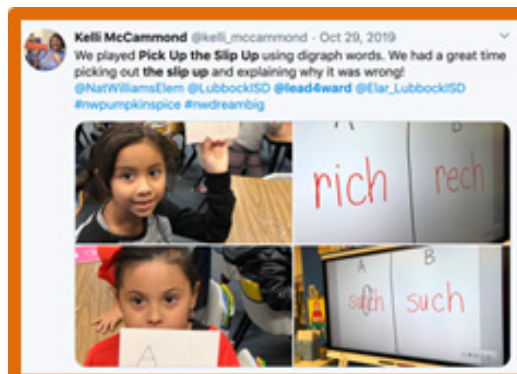 Kelli McCammond @kelli_mccammond · Oct 29, 2019
We played Pick Up the Slip Up using digraph words. We had a great time
picking out the slip up and explaining why it was wrong!
@NatWilliamsElem @LubbockISD @lead4ward @Elar_LubbockISD
#nwpumpkinspice #nwdreambig
A B
rich rech
A B
sutch such
A